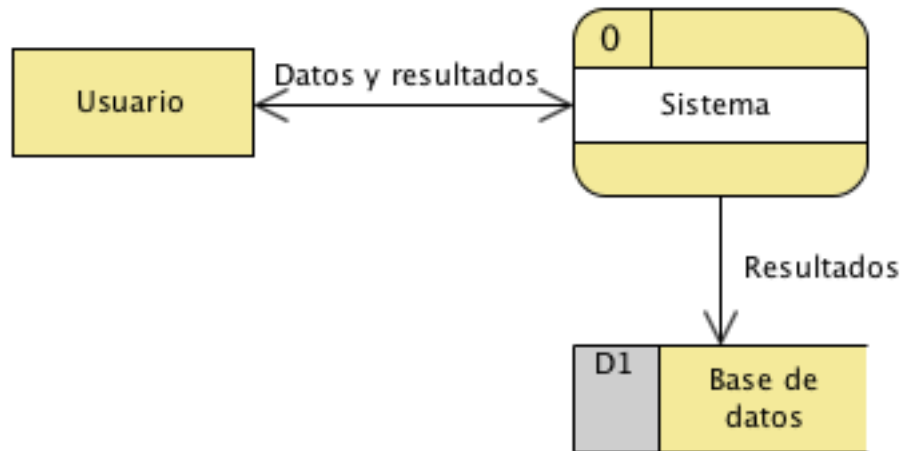 0
Usuario
Datos y resultados
Sistema
Resultados
D1
Base de
datos